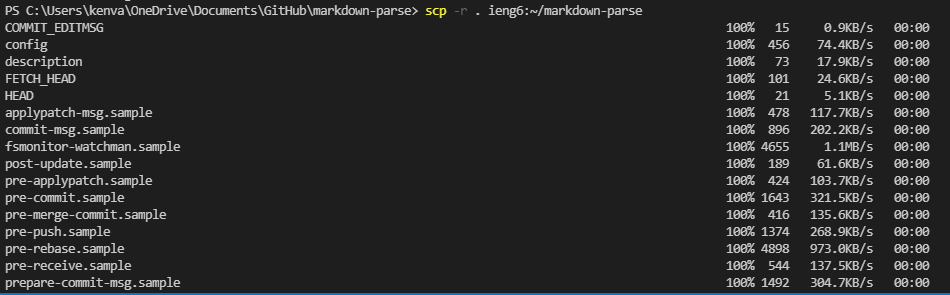 PS C:\Users\kenva\OneDrive\Documents\GitHub\markdown-parse> scp -r . ieng6:~/markdown-parse
COMMIT_EDITMSG 100% 15 0.9KB/s 00:00
config 100% 456 74.4KB/s 00:00
description 100% 73 17.9KB/s 00:00
FETCH_HEAD 100% 101 24.6KB/s 00:00
HEAD 100% 21 5.1KB/s 00:00
applypatch-msg.sample 100% 478 117.7KB/s 00:00
commit-msg.sample 100% 896 202.2KB/s 00:00
fsmonitor-watchman.sample 100% 4655 1.1MB/s 00:00
post-update.sample 100% 189 61.6KB/s 00:00
pre-applypatch.sample 100% 424 103.7KB/s 00:00
pre-commit.sample 100% 1643 321.5KB/s 00:00
pre-merge-commit.sample 100% 416 135.6KB/s 00:00
pre-push.sample 100% 1374 268.9KB/s 00:00
pre-rebase.sample 100% 4898 973.0KB/s 00:00
pre-receive.sample 100% 544 137.5KB/s 00:00
prepare-commit-msg.sample 100% 1492 304.7KB/s 00:00